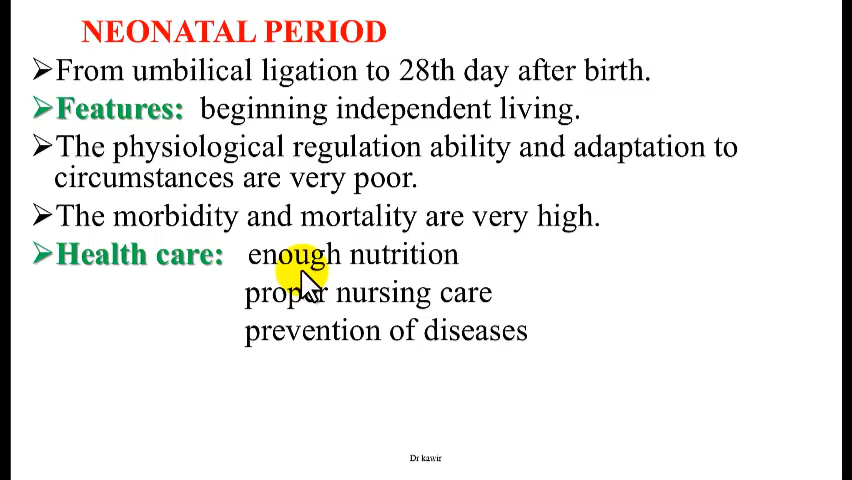 NEONATAL PERIOD
➢From umbilical ligation to 28th day after birth.
➢Features: beginning independent living.
➢The physiological regulation ability and adaptation to
circumstances are very poor.
➢The morbidity and mortality are very high.
➢Health care: enough nutrition
proper nursing care
prevention of diseases
Dr kawir